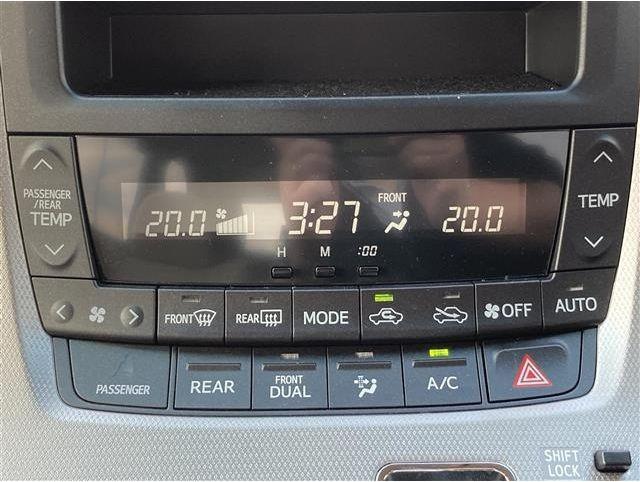 PASSENGER
/REAR
TEMP
20.0
3:27
FRONT
20.0
TEMP
H
M
:00
FRONT
REAR
MODE
OFF
AUTO
PASSENGER
REAR
FRONT
DUAL
A/C
SHIFT
LOCK